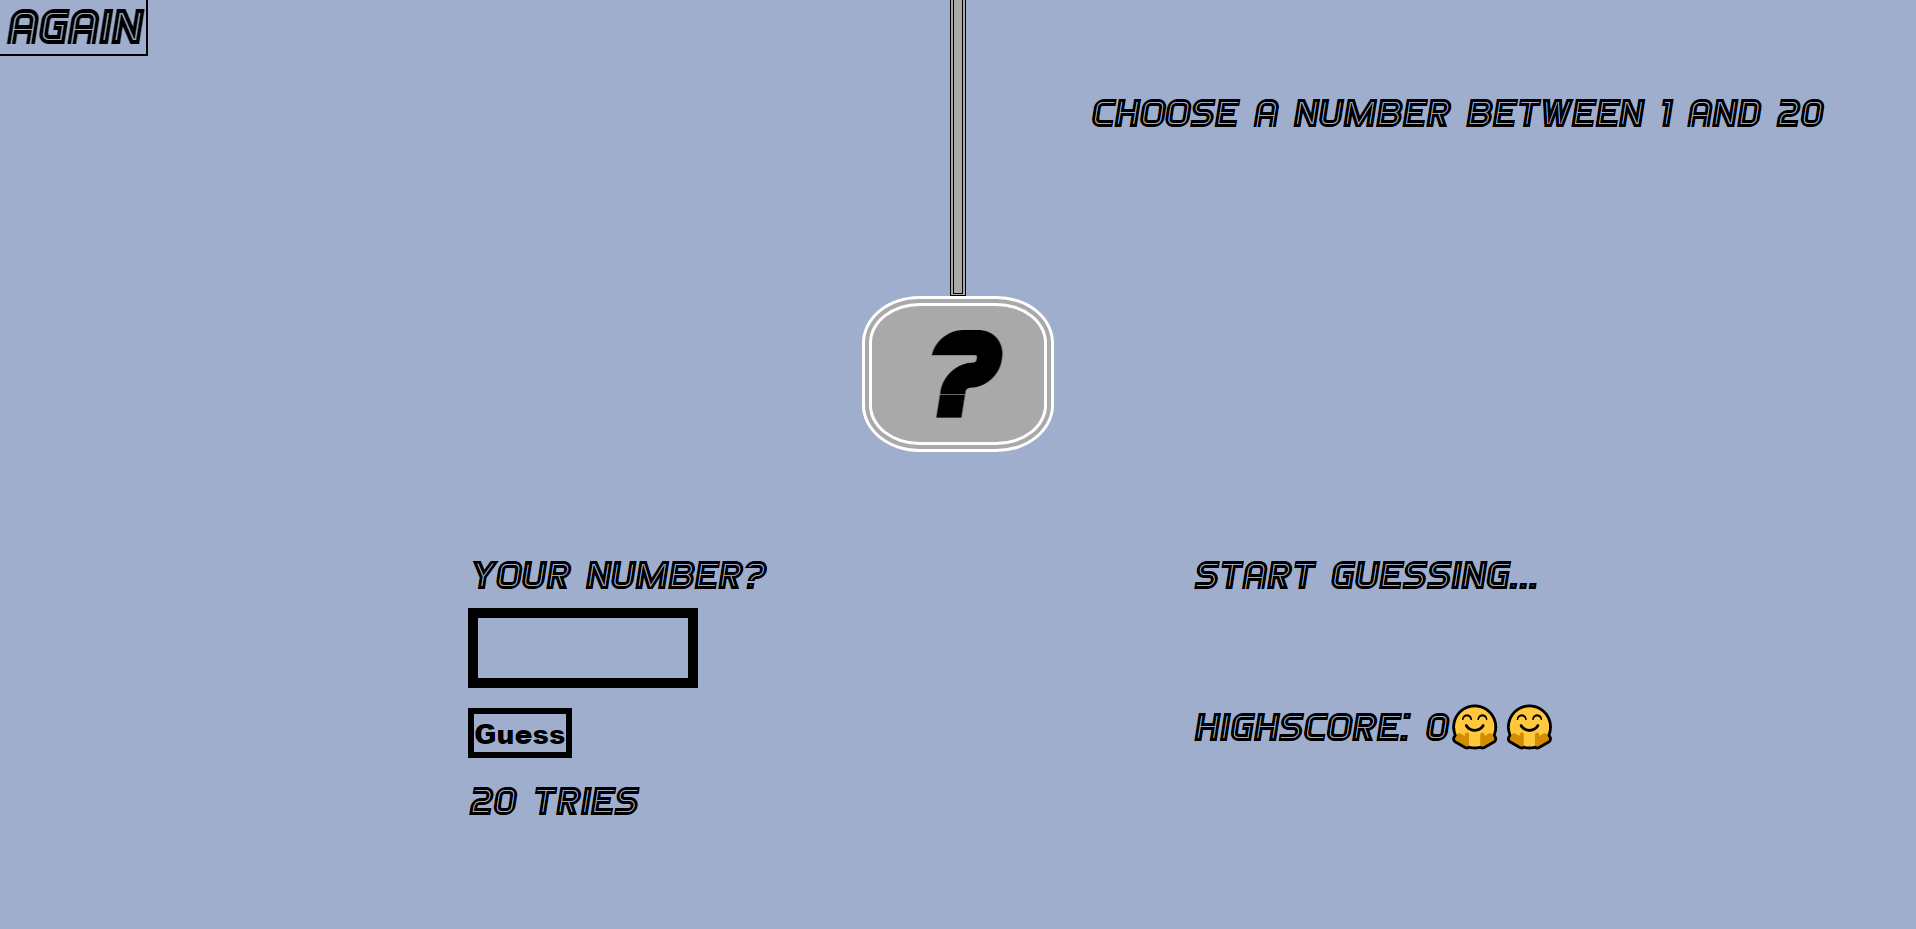 AGAIN
CHOOSE A NUMBER BETWEEN 1 AND 20
?
YOUR NUMBER?
START GUESSING...
Guess
HIGHSCORE: 0🤗 🤗
20 TRIES